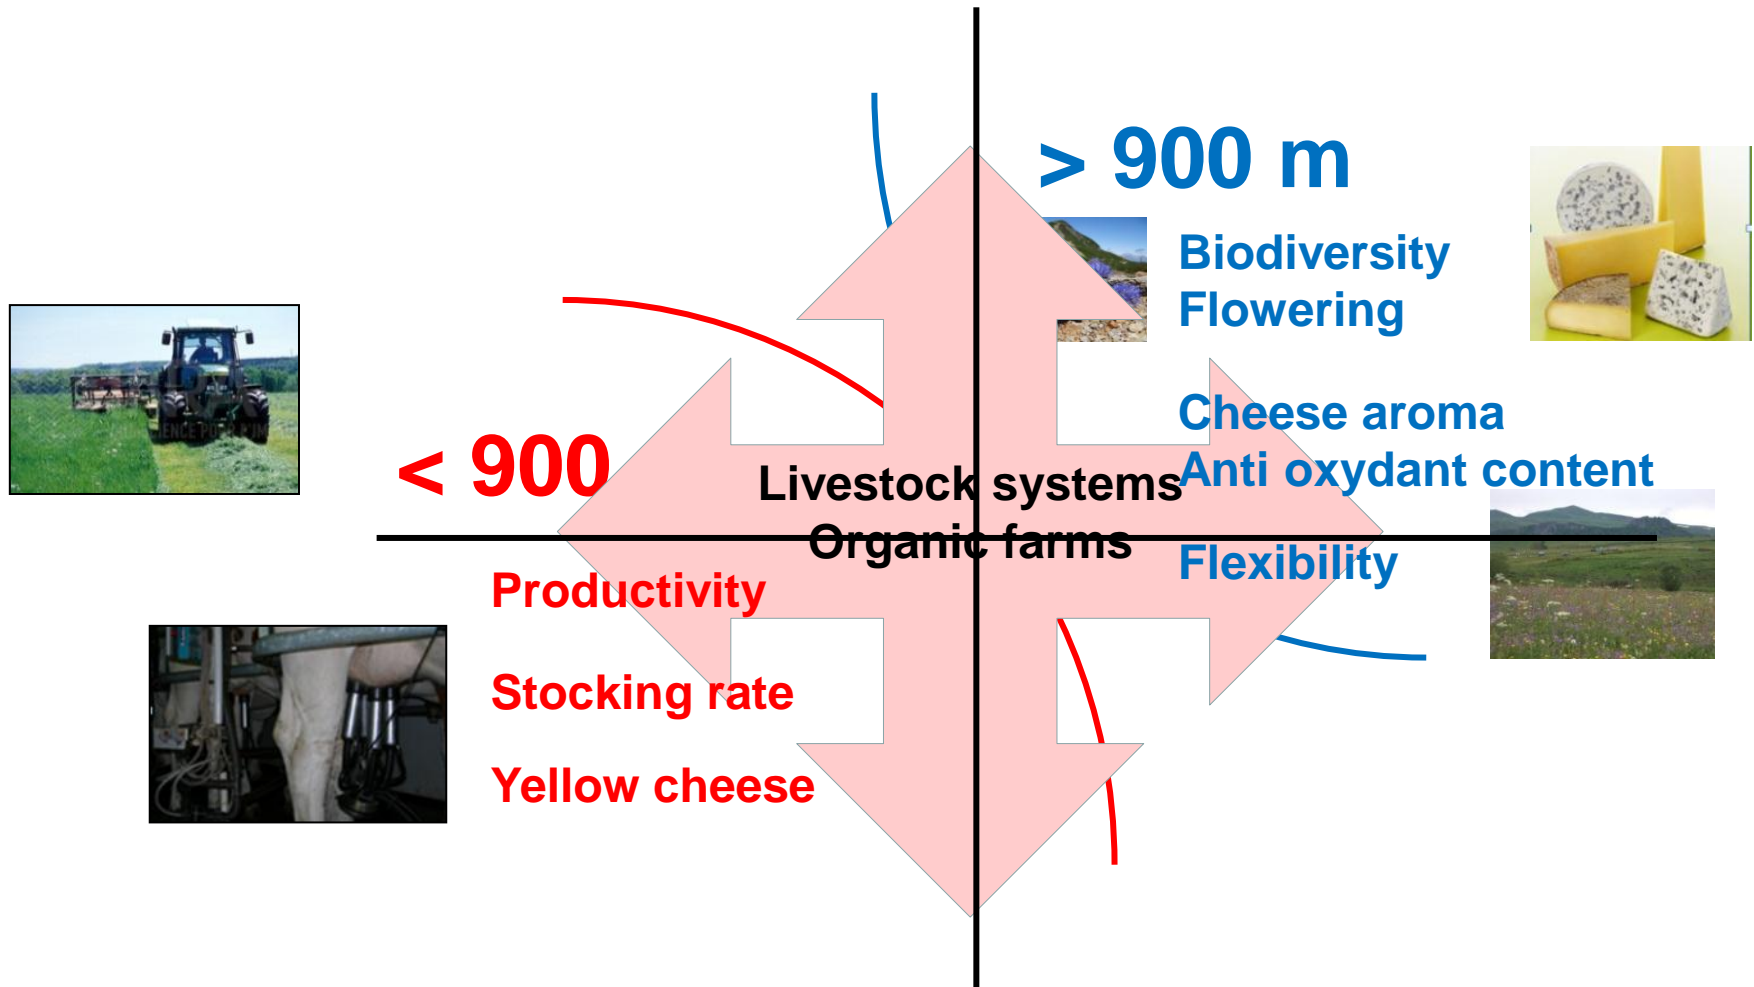 > 900 m
Biodiversity
Flowering
Cheese aroma
Anti oxydant content
Flexibility
< 900
Livestock systems
Organic farms
Productivity
Stocking rate
Yellow cheese